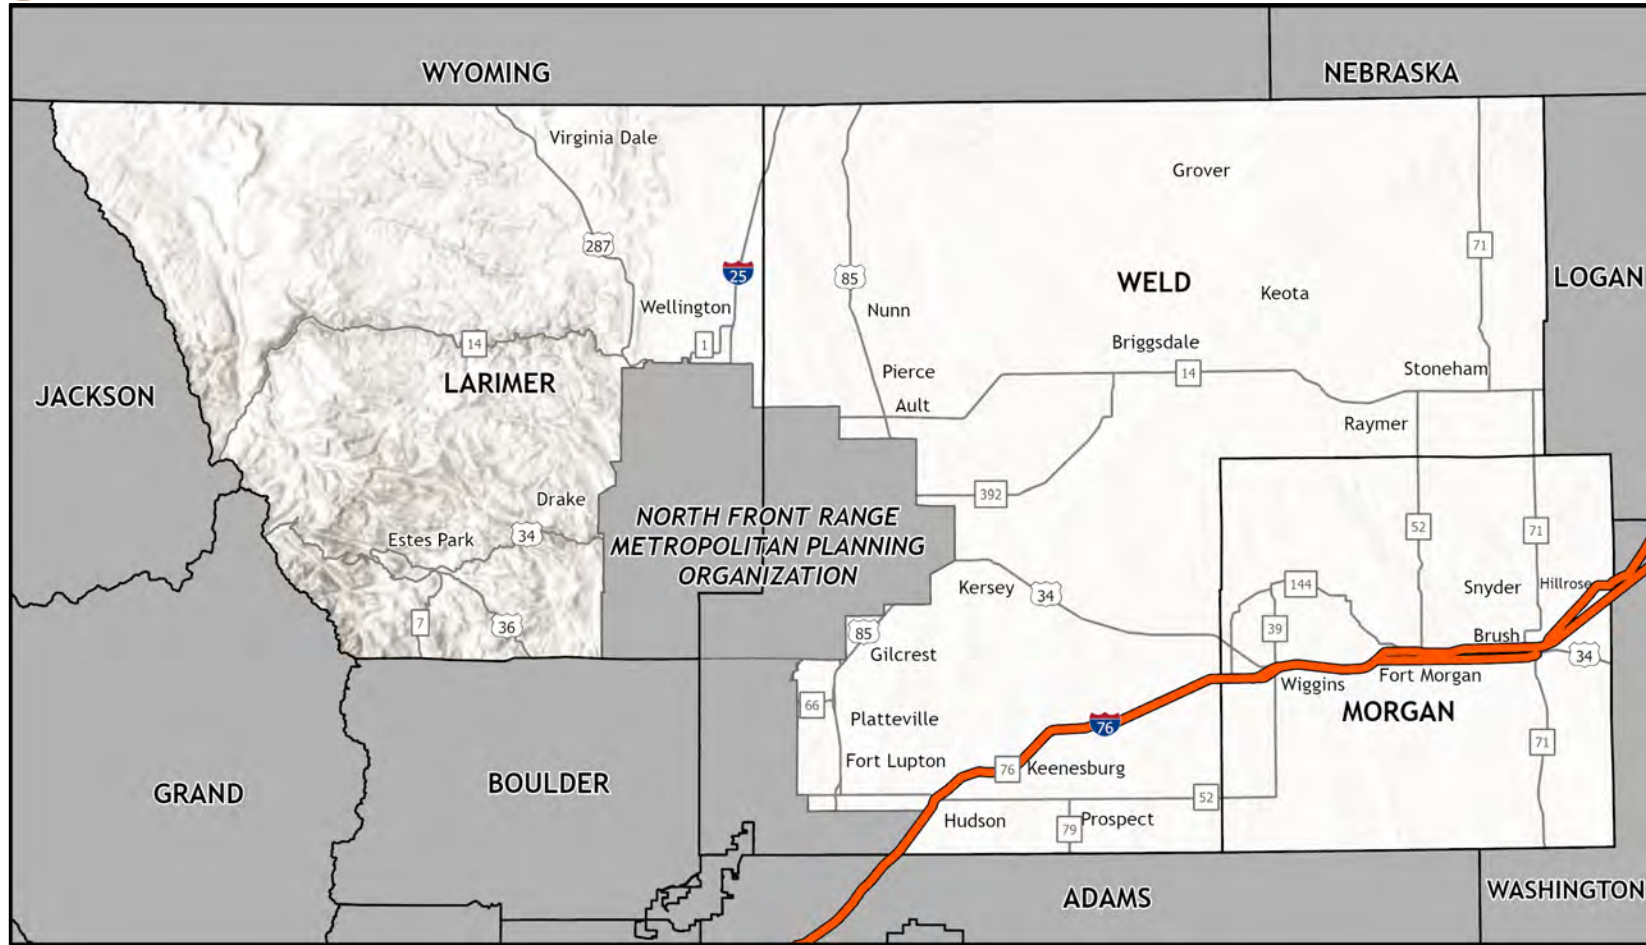 WYOMING
NEBRASKA
Virginia Dale
Grover
287
25
85
71
WELD
LOGAN
Keota
Wellington
Nunn
1
14
Briggsdale
Pierce
14
Stoneham
LARIMER
JACKSON
Ault
Raymer
392
Drake
NORTH FRONT RANGE
METROPOLITAN PLANNING
ORGANIZATION
52
71
Estes Park
34
Kersey
34
144
Snyder
Hillrose
7
36
85
39
Brush
Gilcrest
34
Fort Morgan
Wiggins
66
Platteville
76
MORGAN
71
Fort Lupton
76
Keenesburg
BOULDER
GRAND
52
Hudson
79
Prospect
ADAMS
WASHINGTON